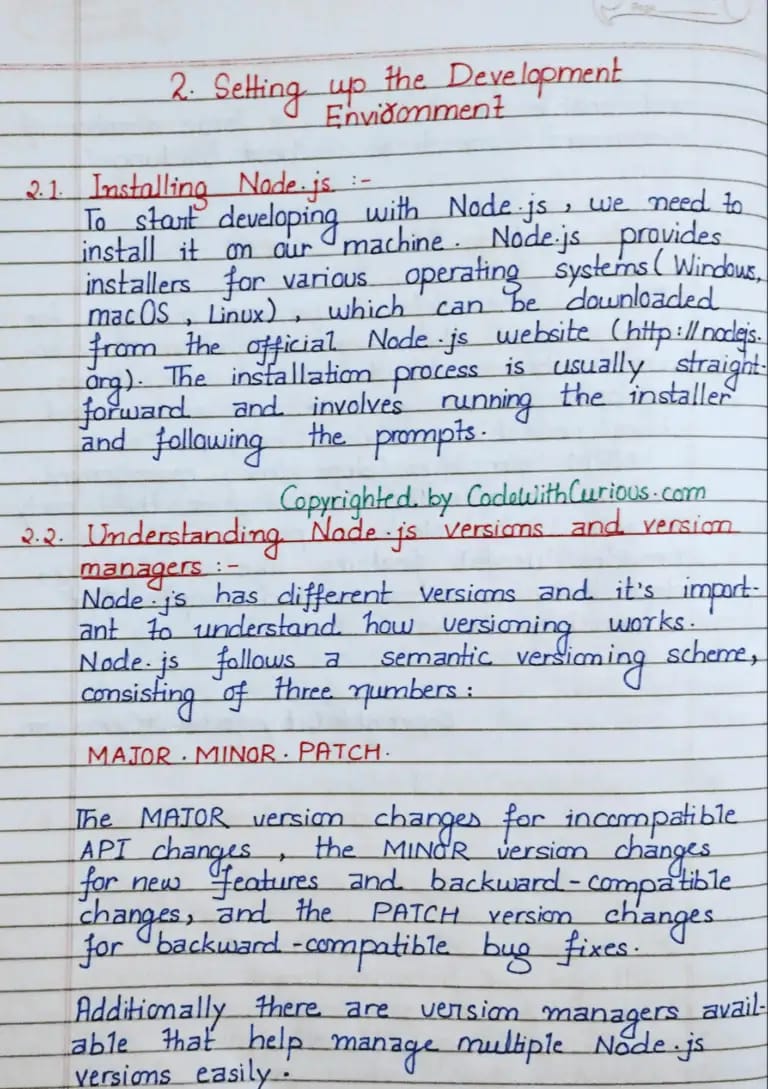 2. Setting up the Development
Environment
2.1. Installing Node.js :-
To start developing with Node.js, we need to
install it on our machine. Node.js provides
installers for various operating systems (Windows,
macOS, Linux), which can be downloaded
from the official Node.js website (http://nodejs.
org). The installation process is usually straight-
forward and involves running the installer
and following the prompts.
Copyrighted by CodeWithCurious.com
2.2. Understanding Node.js versions and version
managers :-
Node.js has different versions and it's import-
ant to understand how versioning works.
Node.js follows a semantic versioning scheme,
consisting of three numbers :
MAJOR . MINOR . PATCH.
The MAJOR version changes for incompatible
API changes, the MINOR version changes
for new features and backward-compatible
changes, and the PATCH version changes
for backward-compatible bug fixes.
Additionally there are version managers avail-
able that help manage multiple Node.js
versions easily.